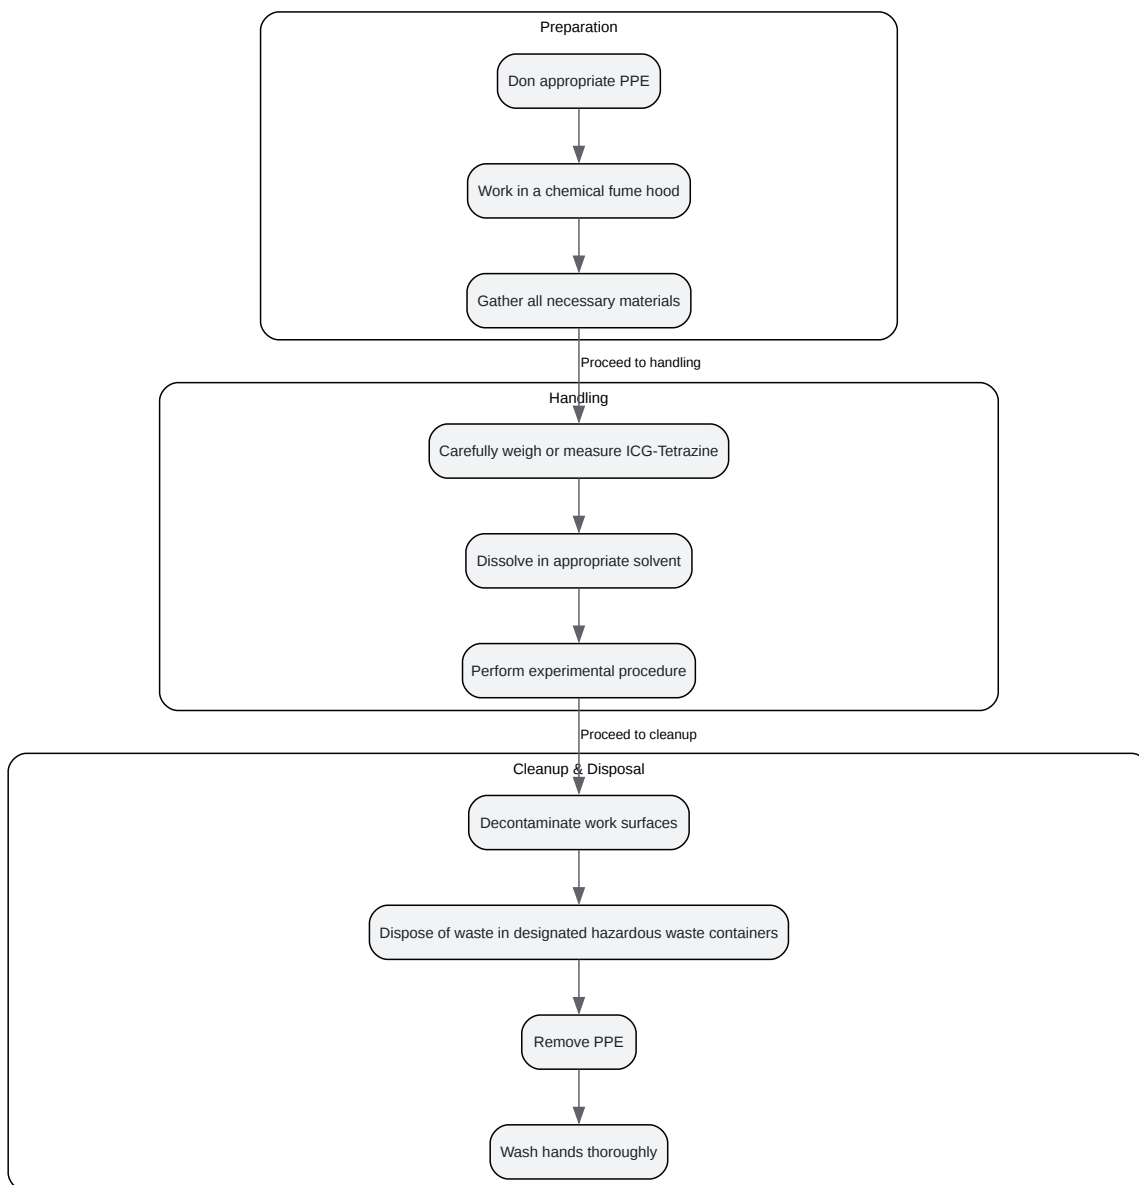 Preparation
Don appropriate PPE
Work in a chemical fume hood
Gather all necessary materials
Proceed to handling
Handling
Carefully weigh or measure ICG-Tetrazine
Dissolve in appropriate solvent
Perform experimental procedure
Proceed to cleanup
Cleanup & Disposal
Decontaminate work surfaces
Dispose of waste in designated hazardous waste containers
Remove PPE
Wash hands thoroughly